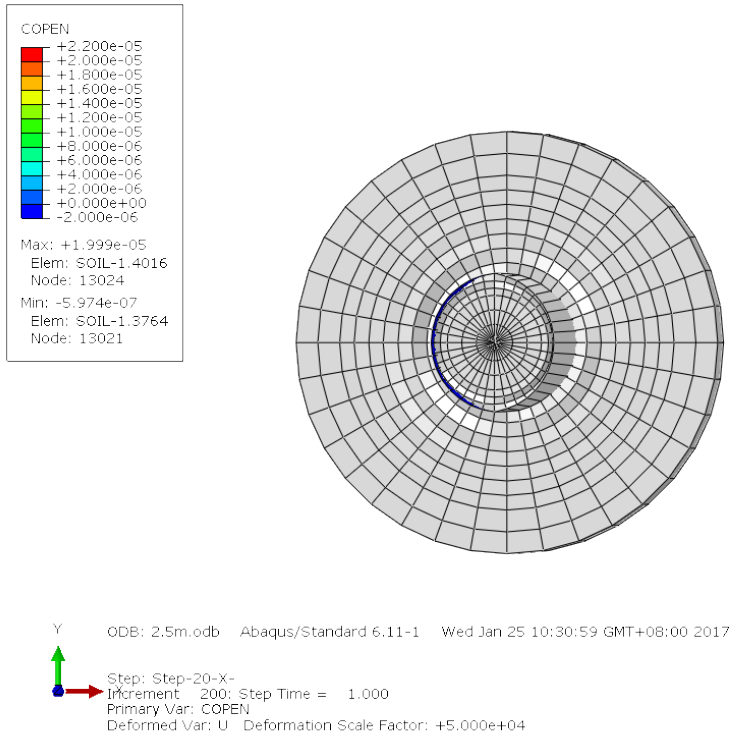 COPEN
+2.200e-05
+2.000e-05
+1.800e-05
+1.600e-05
+1.400e-05
+1.200e-05
+1.000e-05
+8.000e-06
+6.000e-06
+4.000e-06
+2.000e-06
+0.000e+00
-2.000e-06
Max: +1.999e-05
Elem: SOIL-1.4016
Node: 13024
Min: -5.974e-07
Elem: SOIL-1.3764
Node: 13021
Y
X
ODB: 2.5m.odb Abaqus/Standard 6.11-1 Wed Jan 25 10:30:59 GMT+08:00 2017
Step: Step-20-X-
Increment 200: Step Time = 1.000
Primary Var: COPEN
Deformed Var: U Deformation Scale Factor: +5.000e+04